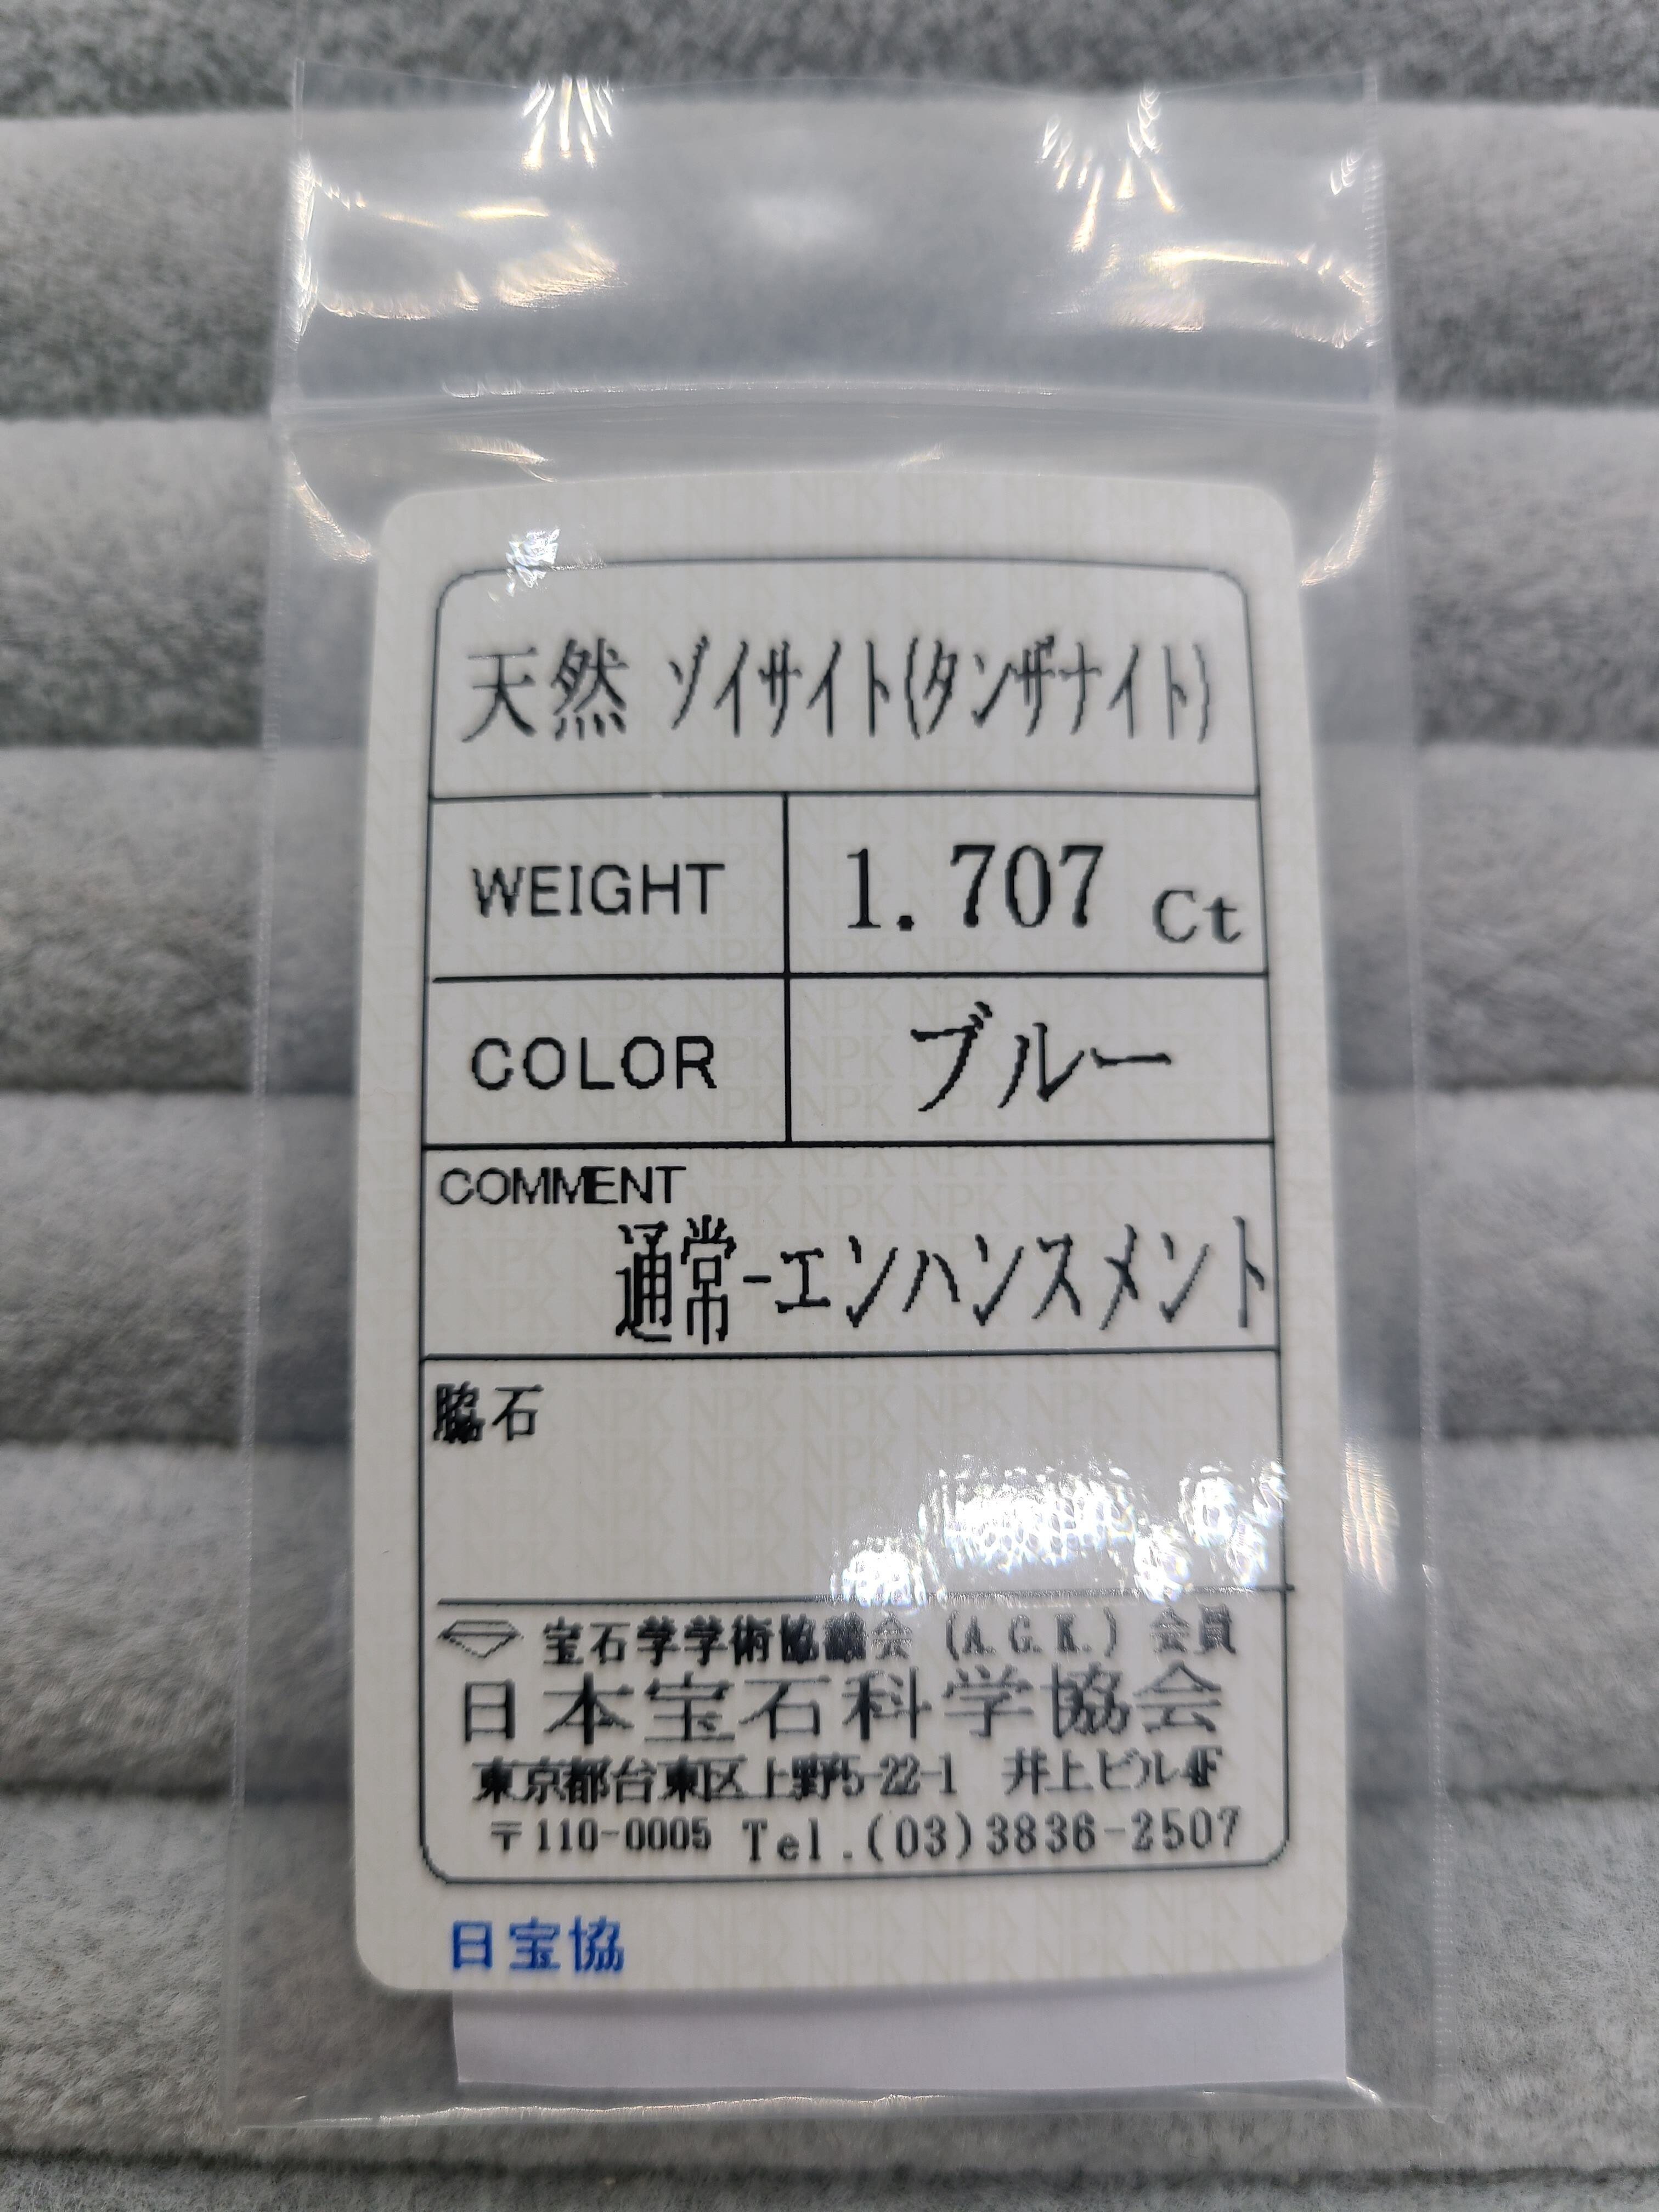 天然 ゾイサイト(タンザナイト)
WEIGHT 1.707 Ct
COLOR ブルー
COMMENT
通常-エンハンスメント
脇石
宝石学学術協議会 (A.G.K.) 会員
日本宝石科学協会
東京都台東区上野5-22-1 井上ビル4F
〒110-0005 Tel.(03)3836-2507
日宝協